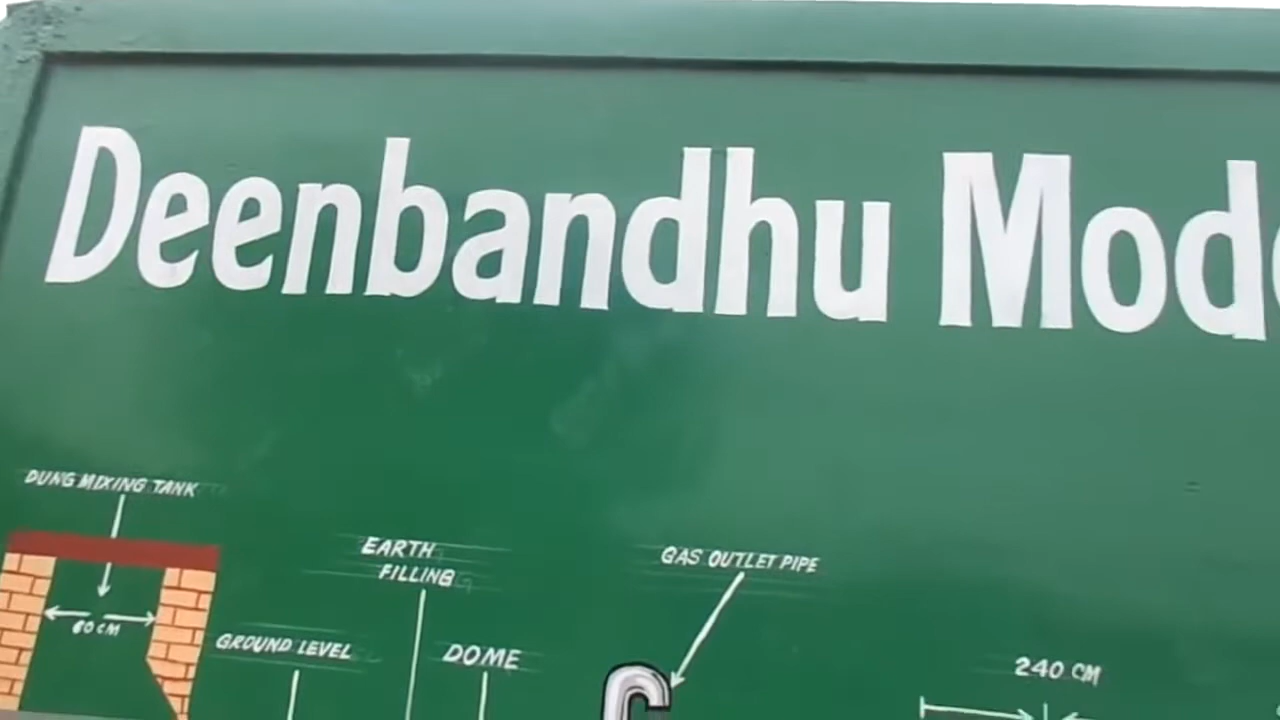 Deenbandhu Mode
DUNG MIXING TANK
EARTH
FILLING
GAS OUTLET PIPE
60 CM
GROUND LEVEL
DOME
240 CM